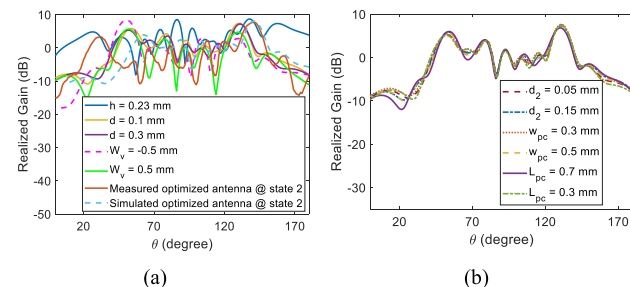 10
0
-10
-20
-30
-40
-50
Realized Gain (dB)
h = 0.23 mm
d = 0.1 mm
d = 0.3 mm
W_v = -0.5 mm
W_v = 0.5 mm
Measured optimized antenna @ state 2
Simulated optimized antenna @ state 2
20 70 120 170
θ (degree)
(a)
10
0
-10
-20
-30
Realized Gain (dB)
d_2 = 0.05 mm
d_2 = 0.15 mm
w_pc = 0.3 mm
w_pc = 0.5 mm
L_pc = 0.7 mm
L_pc = 0.3 mm
20 70 120 170
θ (degree)
(b)